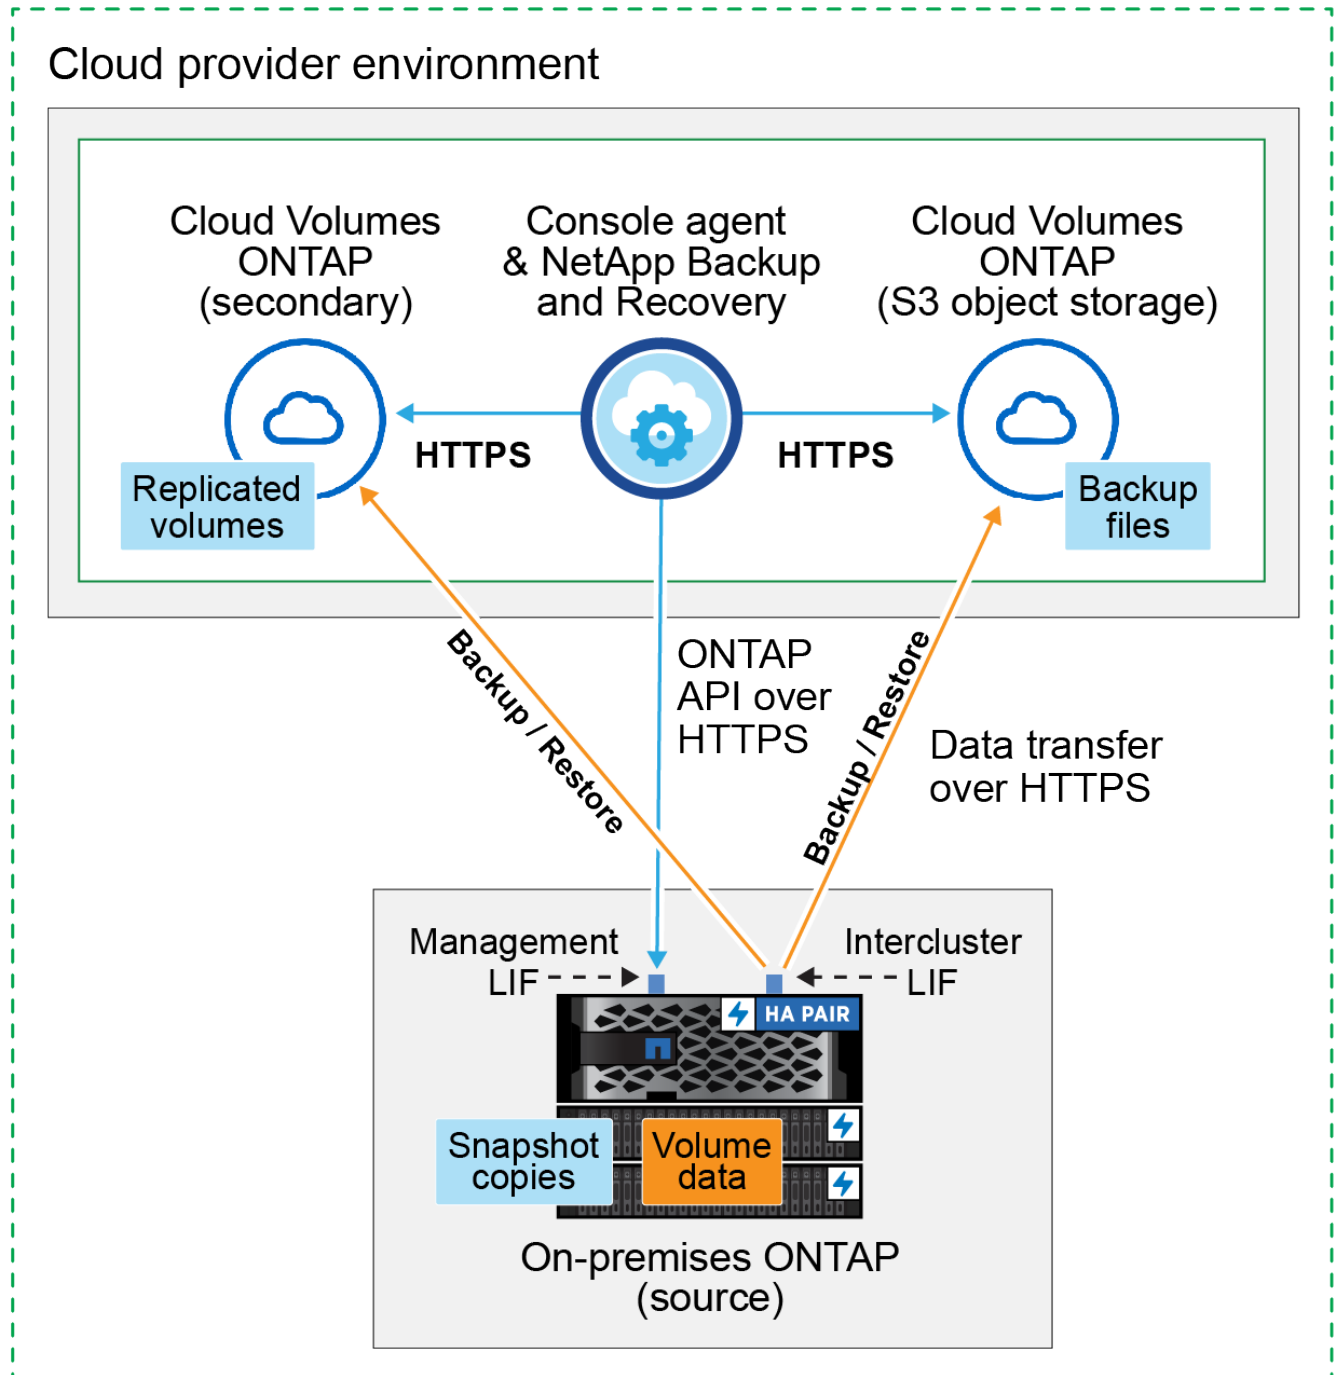 Cloud provider environment
Cloud Volumes
ONTAP
(secondary)
Console agent
& NetApp Backup
and Recovery
Cloud Volumes
ONTAP
(S3 object storage)
HTTPS
HTTPS
Replicated
volumes
Backup
files
Backup / Restore
ONTAP
API over
HTTPS
Backup / Restore
Data transfer
over HTTPS
Management
LIF
Intercluster
LIF
HA PAIR
Snapshot
copies
Volume
data
On-premises ONTAP
(source)